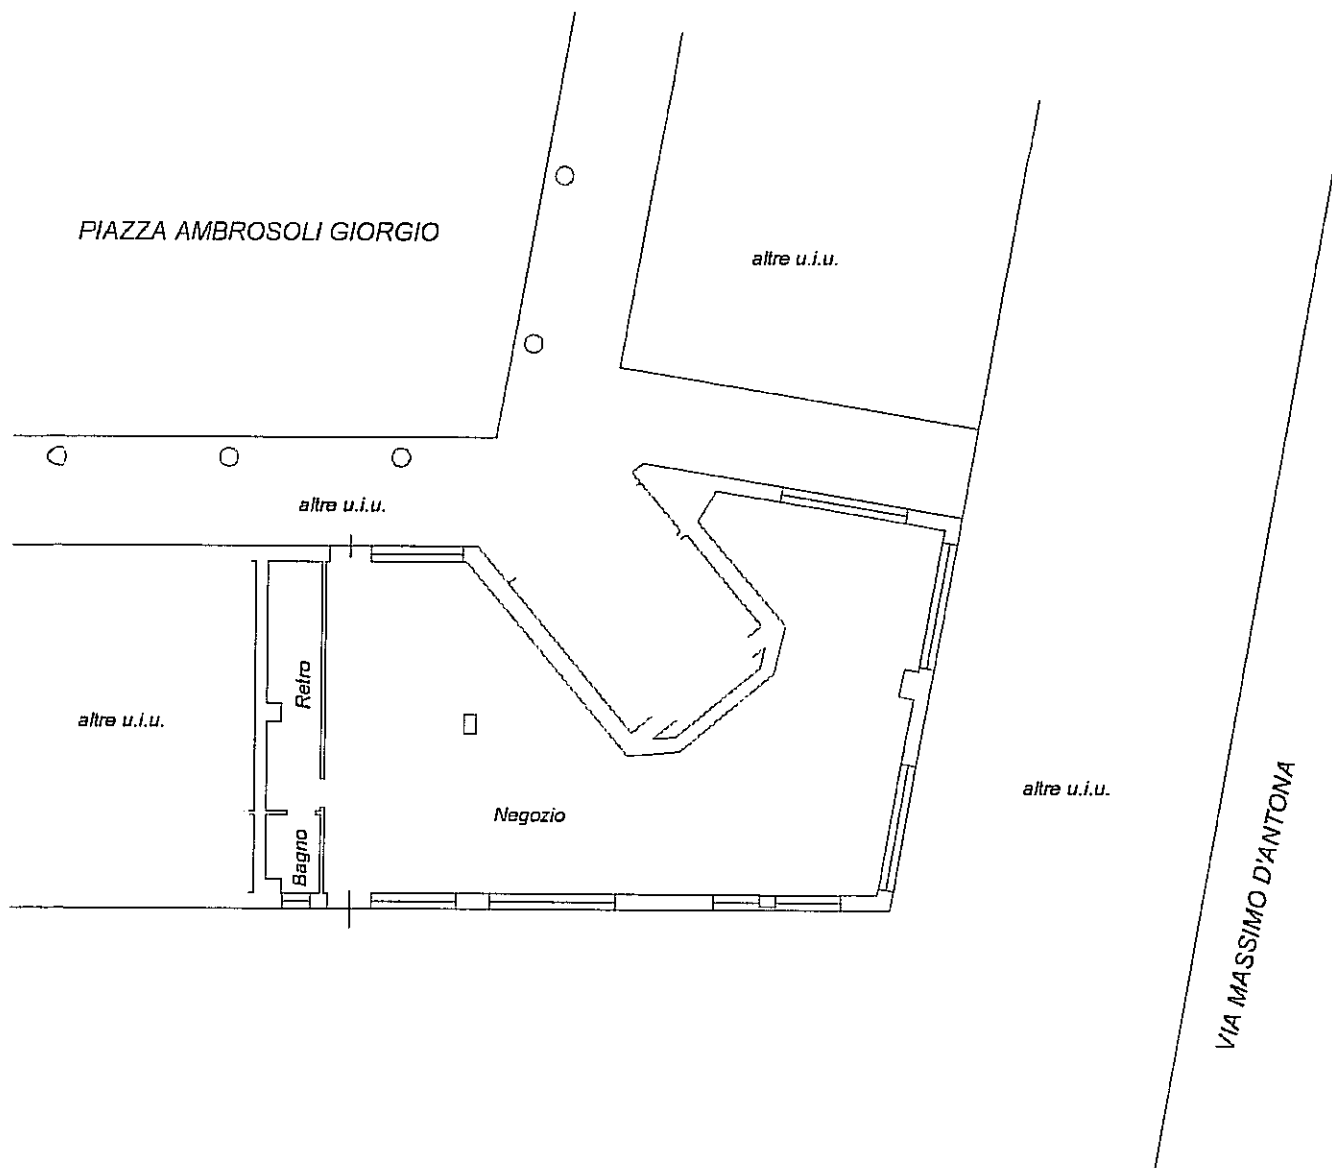 PIAZZA AMBROSOLI GIORGIO
altre u.i.u.
altre u.i.u.
Retro
altre u.i.u.
altre u.i.u.
Negozio
Bagno
VIA MASSIMO D'ANTONA